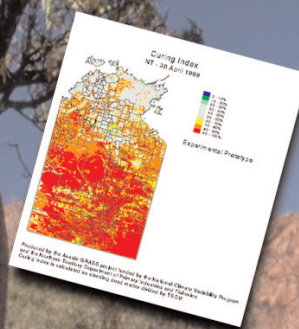 Curing Index
NT - 30 April 1999
Experimental Prototype
Produced by the Aussie GRASS project funded by the National Climate Variability Program
and the Northern Territory Department of Primary Industries and Fisheries
Curing Index is calculated as standing dead matter divided by TSDM